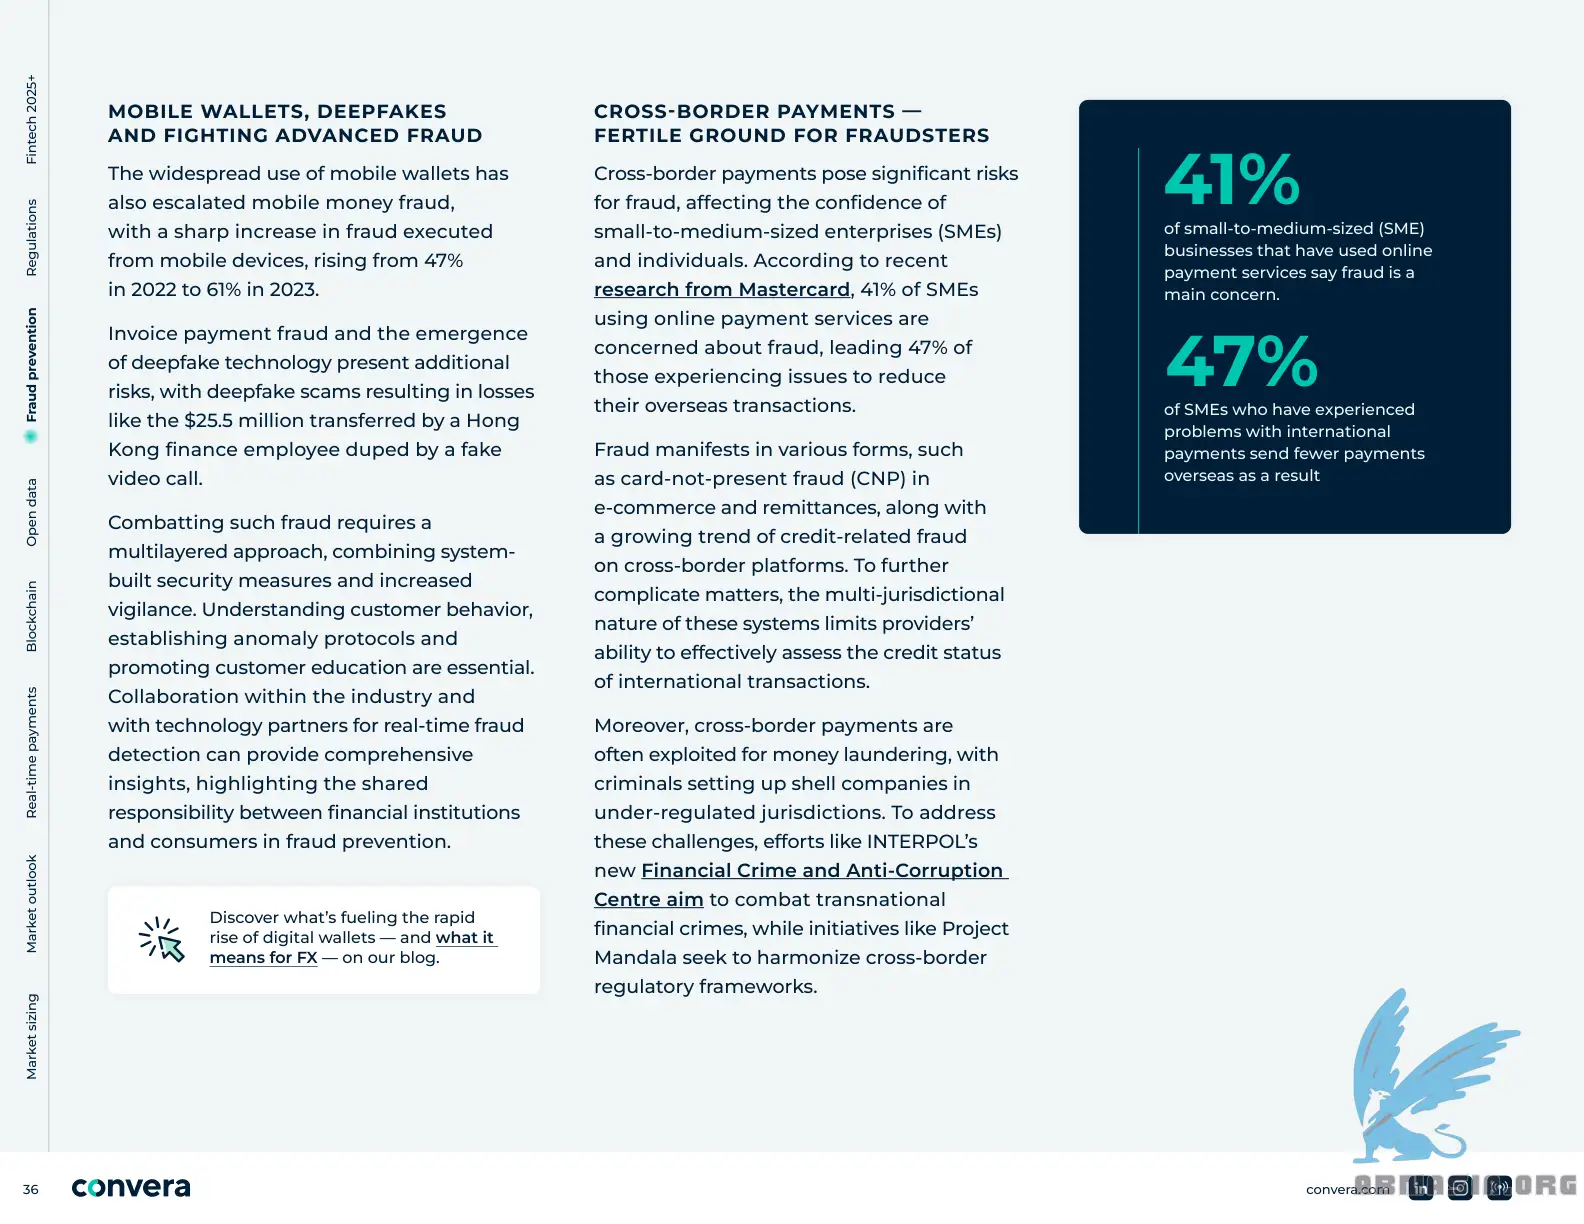 Fintech 2025+
Regulations
Fraud prevention
Open data
Blockchain
Real-time payments
Market outlook
Market sizing
MOBILE WALLETS, DEEPFAKES
AND FIGHTING ADVANCED FRAUD
The widespread use of mobile wallets has
also escalated mobile money fraud,
with a sharp increase in fraud executed
from mobile devices, rising from 47%
in 2022 to 61% in 2023.
Invoice payment fraud and the emergence
of deepfake technology present additional
risks, with deepfake scams resulting in losses
like the $25.5 million transferred by a Hong
Kong finance employee duped by a fake
video call.
Combatting such fraud requires a
multilayered approach, combining system-
built security measures and increased
vigilance. Understanding customer behavior,
establishing anomaly protocols and
promoting customer education are essential.
Collaboration within the industry and
with technology partners for real-time fraud
detection can provide comprehensive
insights, highlighting the shared
responsibility between financial institutions
and consumers in fraud prevention.
Discover what’s fueling the rapid
rise of digital wallets — and what it
means for FX — on our blog.
CROSS-BORDER PAYMENTS —
FERTILE GROUND FOR FRAUDSTERS
Cross-border payments pose significant risks
for fraud, affecting the confidence of
small-to-medium-sized enterprises (SMEs)
and individuals. According to recent
research from Mastercard, 41% of SMEs
using online payment services are
concerned about fraud, leading 47% of
those experiencing issues to reduce
their overseas transactions.
Fraud manifests in various forms, such
as card-not-present fraud (CNP) in
e-commerce and remittances, along with
a growing trend of credit-related fraud
on cross-border platforms. To further
complicate matters, the multi-jurisdictional
nature of these systems limits providers’
ability to effectively assess the credit status
of international transactions.
Moreover, cross-border payments are
often exploited for money laundering, with
criminals setting up shell companies in
under-regulated jurisdictions. To address
these challenges, efforts like INTERPOL’s
new Financial Crime and Anti-Corruption
Centre aim to combat transnational
financial crimes, while initiatives like Project
Mandala seek to harmonize cross-border
regulatory frameworks.
41%
of small-to-medium-sized (SME)
businesses that have used online
payment services say fraud is a
main concern.
47%
of SMEs who have experienced
problems with international
payments send fewer payments
overseas as a result
36
convera
convera.com